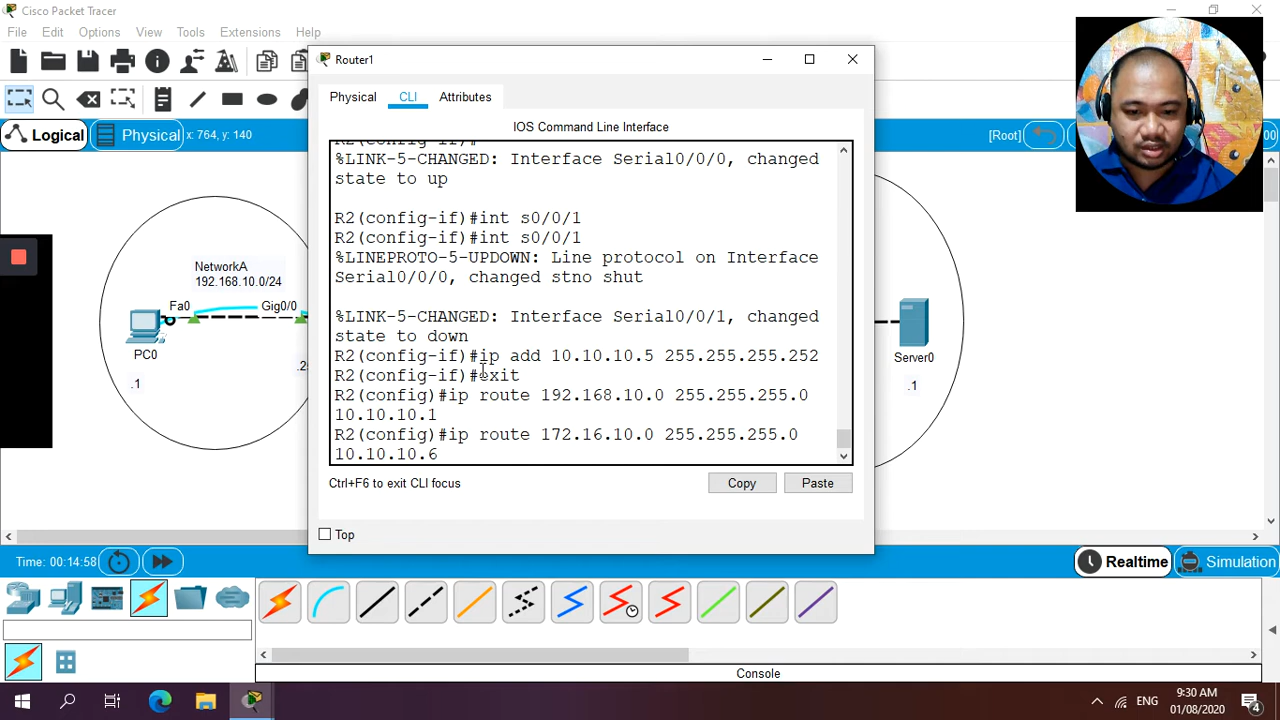 Cisco Packet Tracer
File Edit Options View Tools Extensions Help
Router1
Physical CLI Attributes
Logical Physical x: 764, y: 140
[Root]
IOS Command Line Interface
%LINK-5-CHANGED: Interface Serial0/0/0, changed
state to up
R2(config-if)#int s0/0/1
R2(config-if)#int s0/0/1
%LINEPROTO-5-UPDOWN: Line protocol on Interface
Serial0/0/0, changed stno shut
%LINK-5-CHANGED: Interface Serial0/0/1, changed
state to down
R2(config-if)#ip add 10.10.10.5 255.255.255.252
R2(config-if)#exit
R2(config)#ip route 192.168.10.0 255.255.255.0
10.10.10.1
R2(config)#ip route 172.16.10.0 255.255.255.0
10.10.10.6
NetworkA
192.168.10.0/24
Fa0 Gig0/0
PC0
.1
Server0
.1
Ctrl+F6 to exit CLI focus
Copy Paste
Top
Time: 00:14:58
Realtime Simulation
Console
ENG
9:30 AM
01/08/2020
4